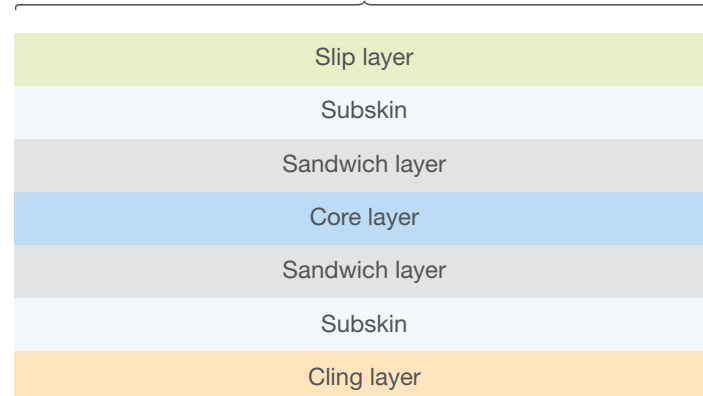 Slip layer
Subskin
Sandwich layer
Core layer
Sandwich layer
Subskin
Cling layer